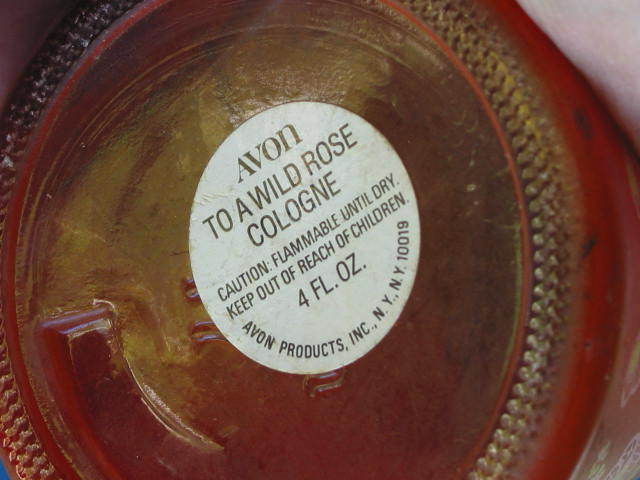 AVON
TO A WILD ROSE
COLOGNE
CAUTION: FLAMMABLE UNTIL DRY.
KEEP OUT OF REACH OF CHILDREN.
4 FL. OZ.
AVON PRODUCTS, INC., N.Y., N.Y. 10019